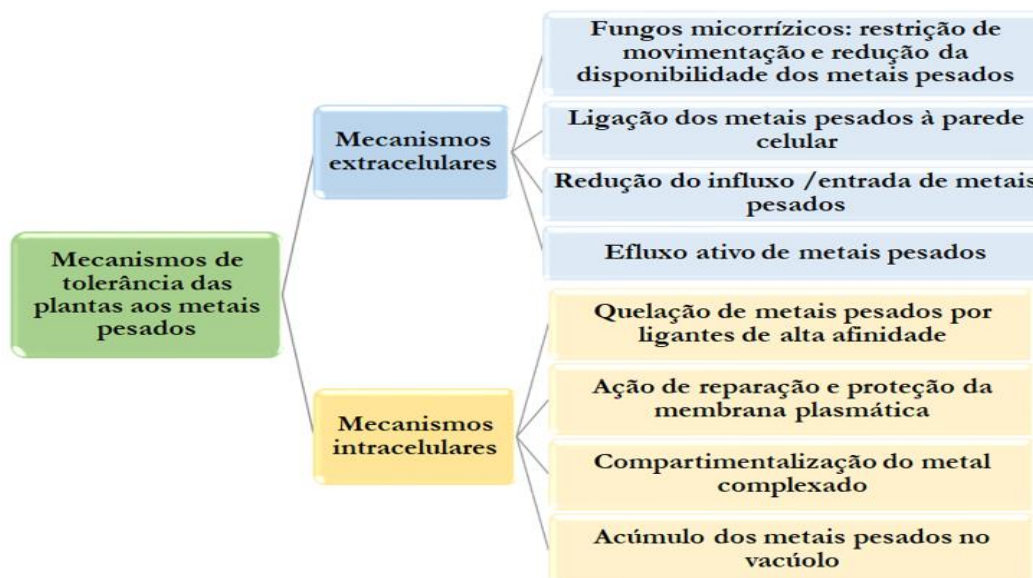 Mecanismos de
tolerância das
plantas aos metais
pesados
Mecanismos
extracelulares
Fungos micorrízicos: restrição de
movimentação e redução da
disponibilidade dos metais pesados
Ligação dos metais pesados à parede
celular
Redução do influxo /entrada de metais
pesados
Efluxo ativo de metais pesados
Mecanismos
intracelulares
Quelação de metais pesados por
ligantes de alta afinidade
Ação de reparação e proteção da
membrana plasmática
Compartimentalização do metal
complexado
Acúmulo dos metais pesados no
vacúolo